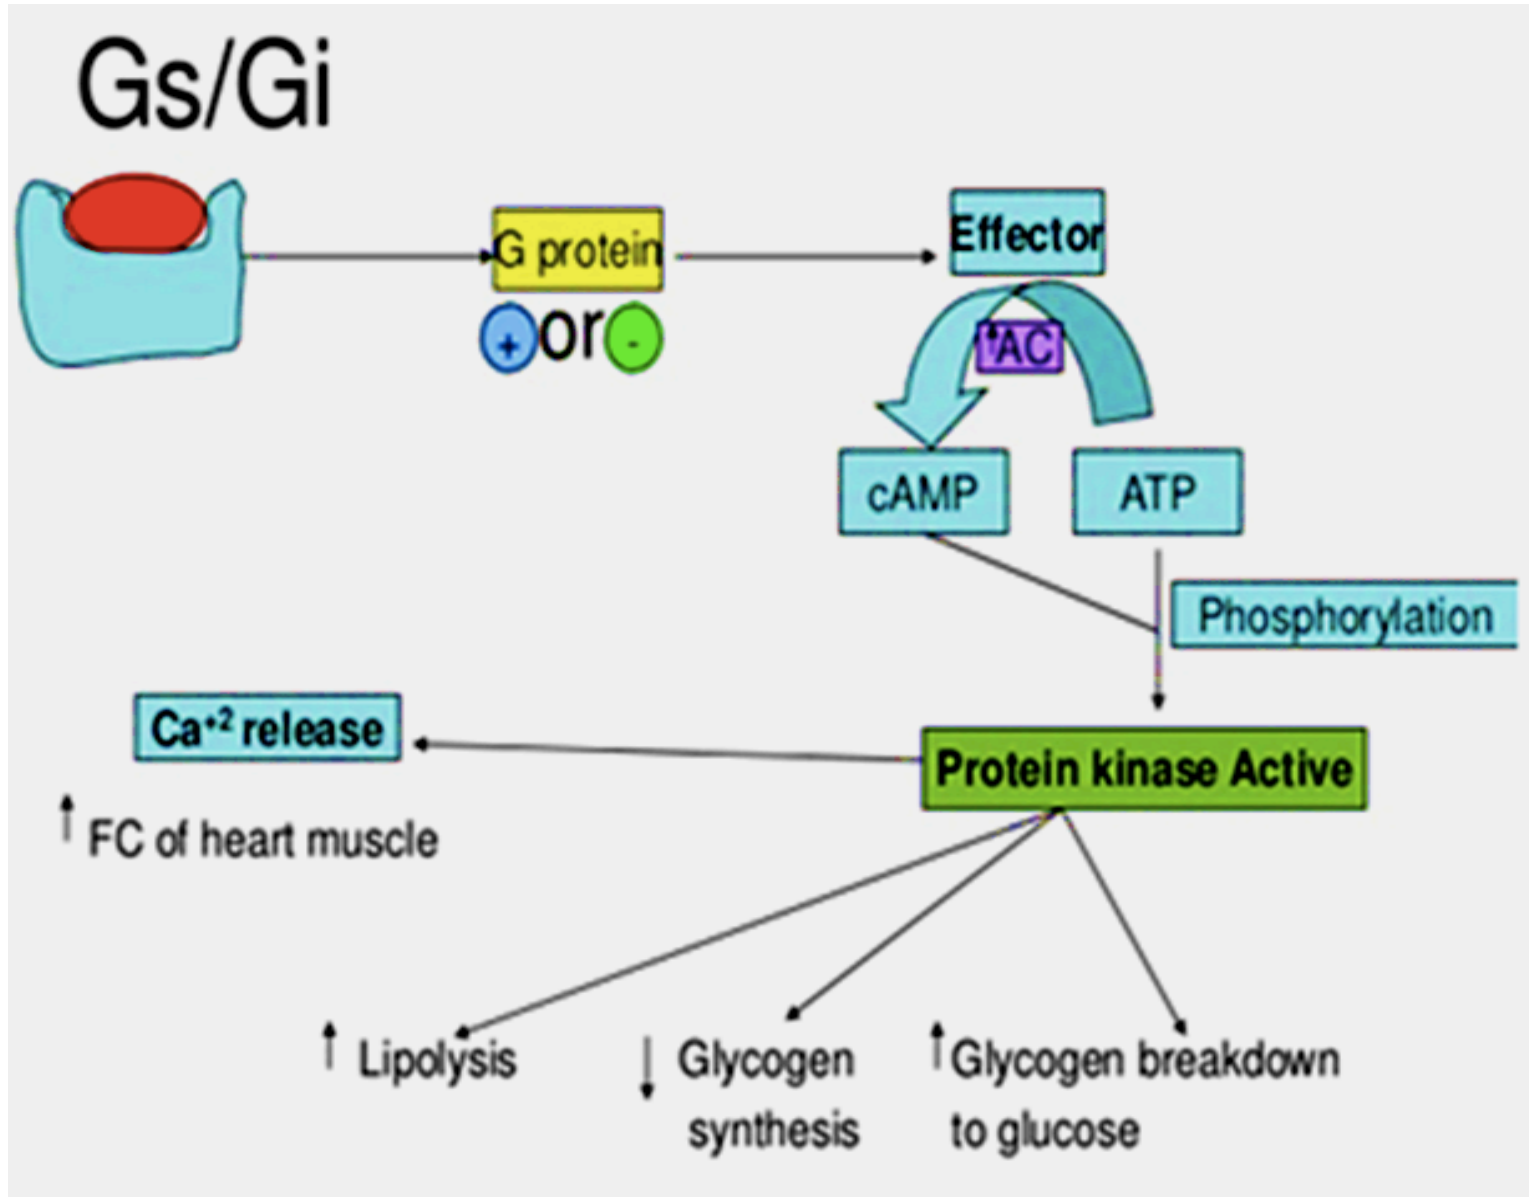 Gs/Gi
G protein
Effector
+ or -
↑AC
cAMP
ATP
Phosphorylation
Ca⁺² release
Protein kinase Active
↑ FC of heart muscle
↑ Lipolysis
↓ Glycogen
synthesis
↑ Glycogen breakdown
to glucose